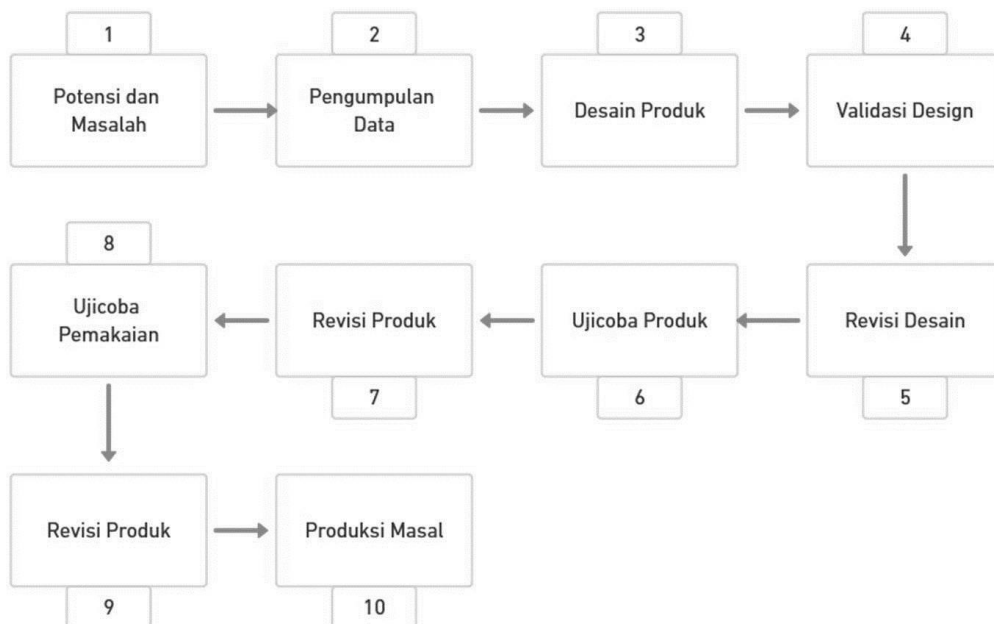 1
Potensi dan
Masalah
2
Pengumpulan
Data
3
Desain Produk
4
Validasi Design
5
Revisi Desain
6
Ujicoba Produk
7
Revisi Produk
8
Ujicoba
Pemakaian
9
Revisi Produk
10
Produksi Masal